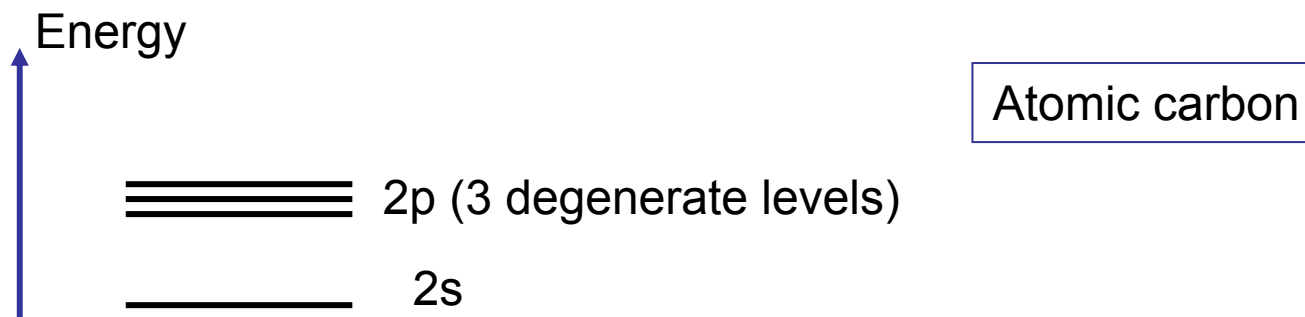 Energy
Atomic carbon
2p (3 degenerate levels)
2s